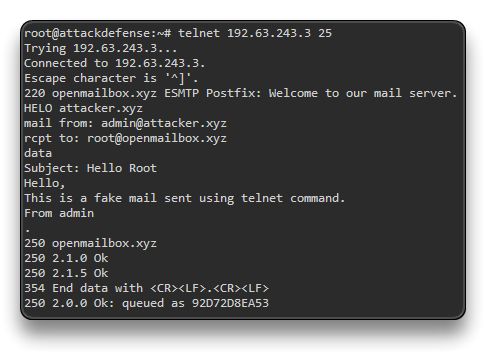 root@attackdefense:~# telnet 192.63.243.3 25
Trying 192.63.243.3...
Connected to 192.63.243.3.
Escape character is '^]'.
220 openmailbox.xyz ESMTP Postfix: Welcome to our mail server.
HELO attacker.xyz
mail from: admin@attacker.xyz
rcpt to: root@openmailbox.xyz
data
Subject: Hello Root
Hello,
This is a fake mail sent using telnet command.
From admin
.
250 openmailbox.xyz
250 2.1.0 Ok
250 2.1.5 Ok
354 End data with <CR><LF>.<CR><LF>
250 2.0.0 Ok: queued as 92D72D8EA53